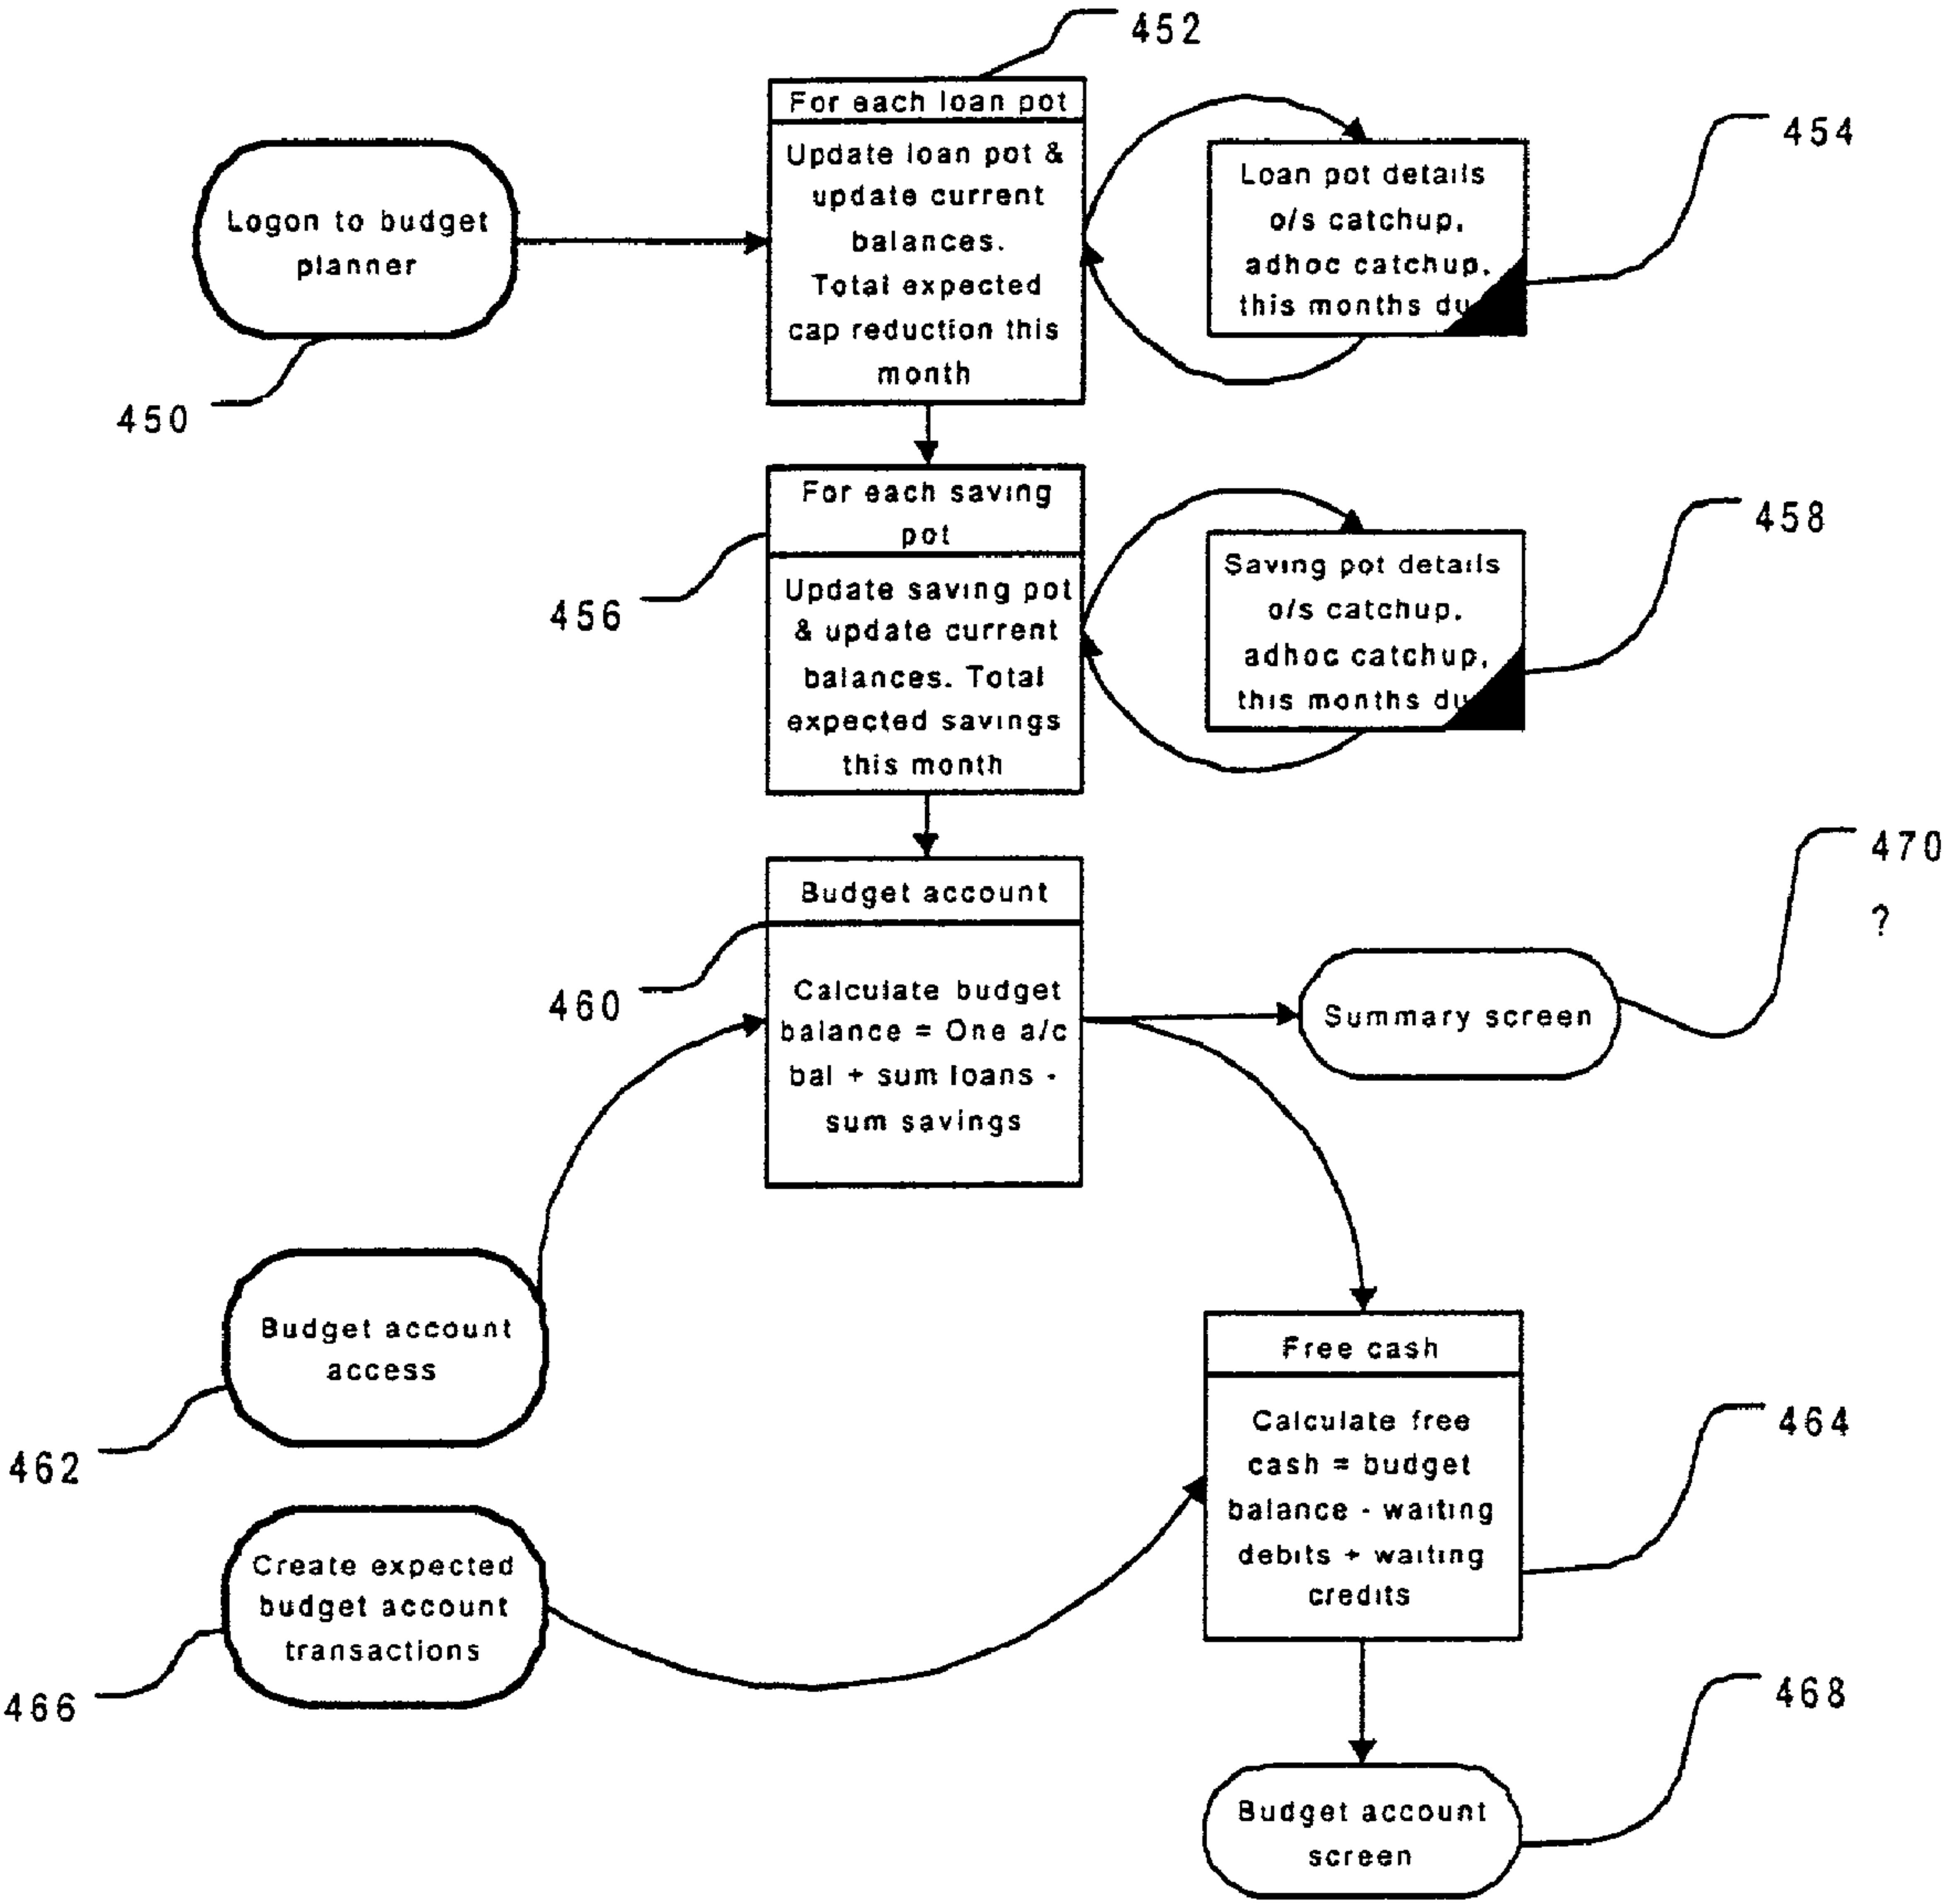 452
For each loan pot
Update loan pot &
update current
balances.
Total expected
cap reduction this
month
454
Loan pot details
o/s catchup,
adhoc catchup,
this months du
Logon to budget
planner
450
For each saving
pot
456
Update saving pot
& update current
balances. Total
expected savings
this month
458
Saving pot details
o/s catchup,
adhoc catchup,
this months du
470
?
Budget account
460
Calculate budget
balance = One a/c
bal + sum loans -
sum savings
Summary screen
Budget account
access
462
Free cash
Calculate free
cash = budget
balance - waiting
debits + waiting
credits
464
Create expected
budget account
transactions
466
468
Budget account
screen